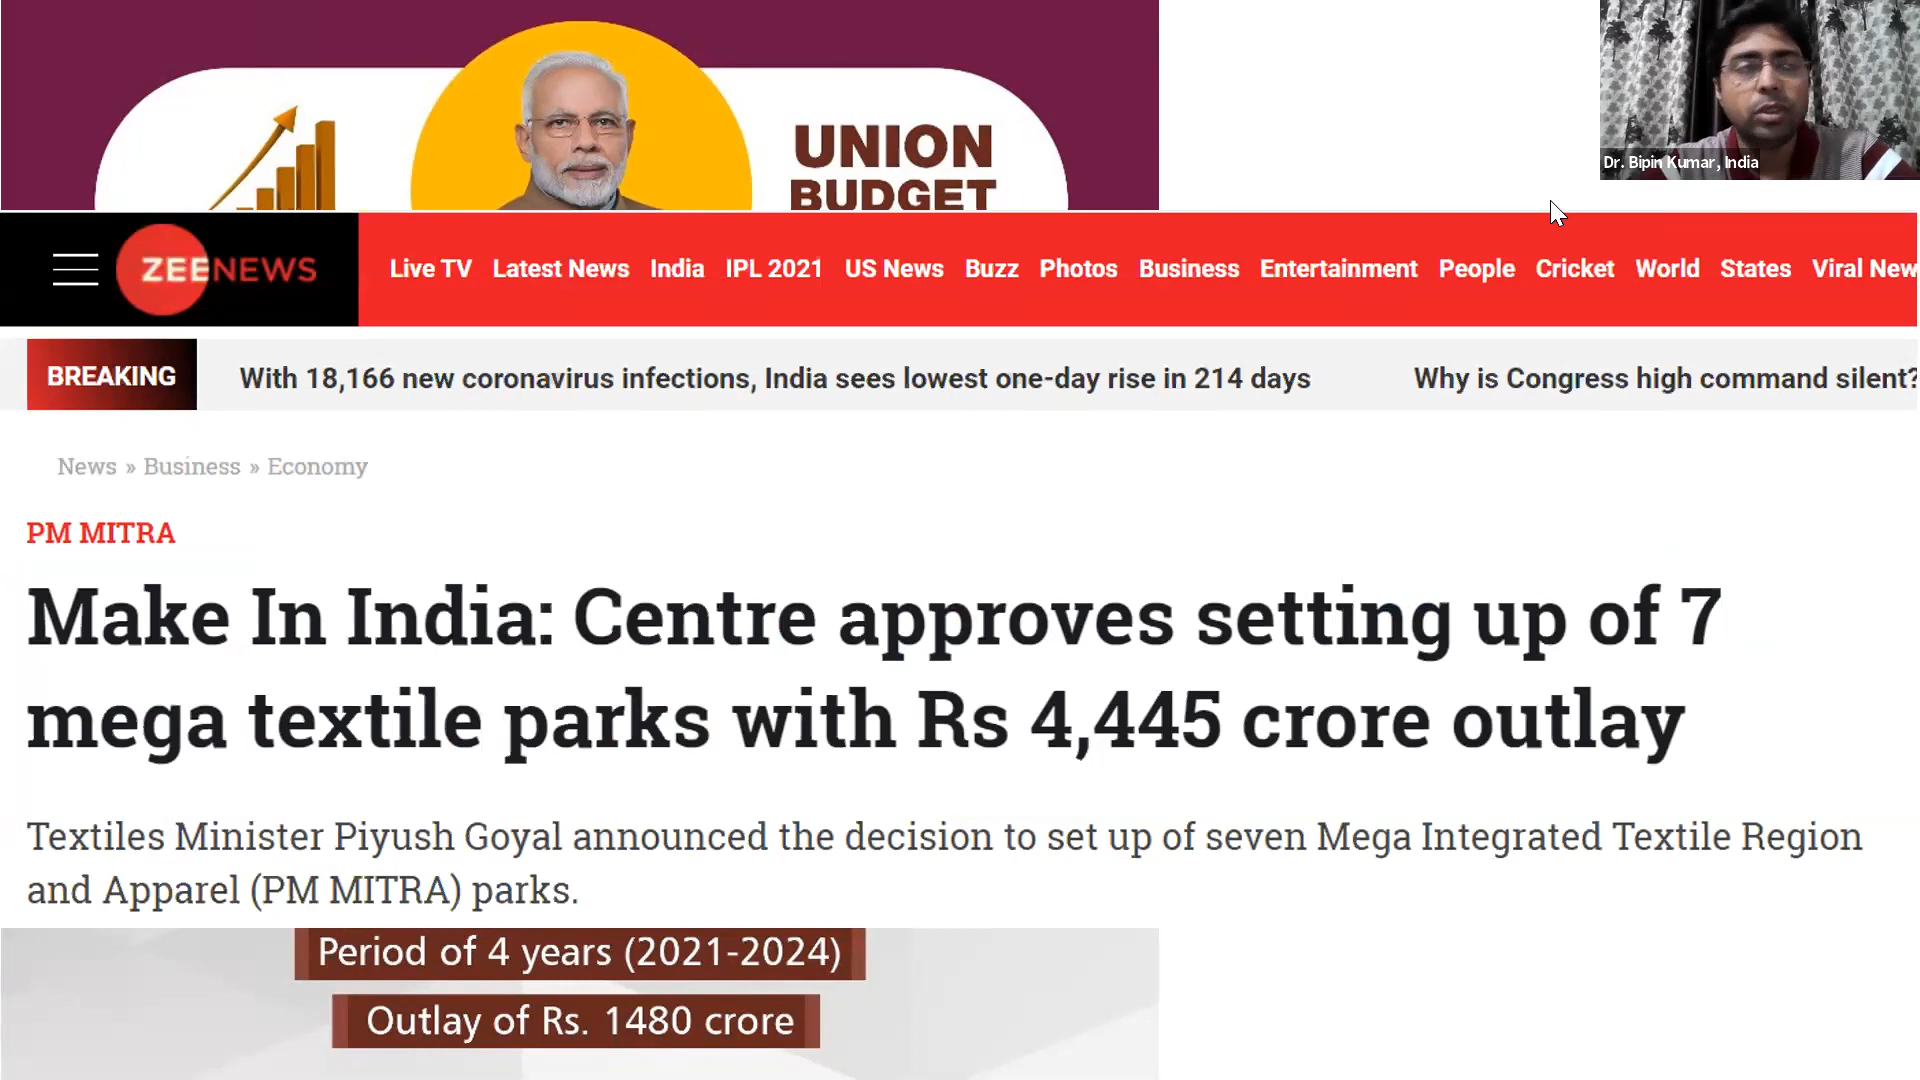 UNION
BUDGET
Dr. Bipin Kumar, India
ZEENEWS
Live TV Latest News India IPL 2021 US News Buzz Photos Business Entertainment People Cricket World States Viral New
BREAKING
With 18,166 new coronavirus infections, India sees lowest one-day rise in 214 days
Why is Congress high command silent?
News » Business » Economy
PM MITRA
Make In India: Centre approves setting up of 7
mega textile parks with Rs 4,445 crore outlay
Textiles Minister Piyush Goyal announced the decision to set up of seven Mega Integrated Textile Region
and Apparel (PM MITRA) parks.
Period of 4 years (2021-2024)
Outlay of Rs. 1480 crore